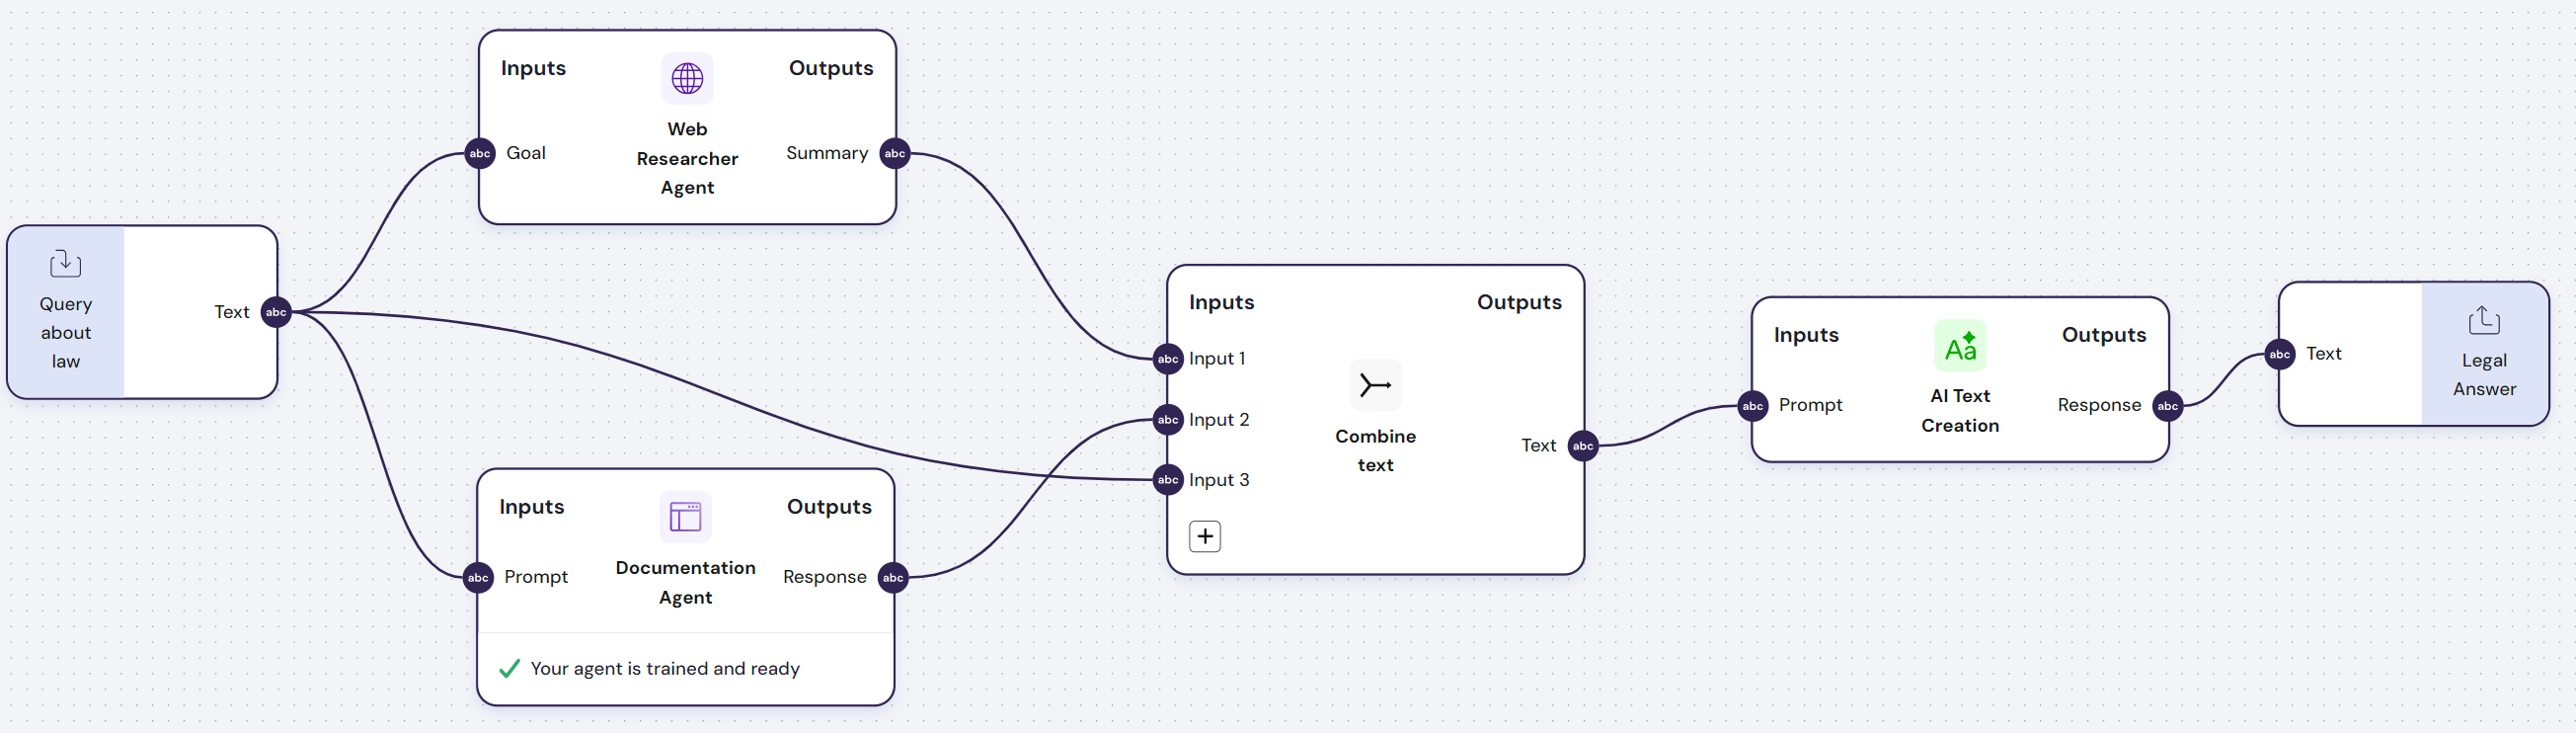 Query
about
law
Text
abc
Inputs
Outputs
Web
Researcher
Agent
abc
Goal
Summary
abc
Inputs
Outputs
Documentation
Agent
abc
Prompt
Response
abc
Your agent is trained and ready
Inputs
Outputs
abc
Input 1
abc
Input 2
abc
Input 3
Combine
text
Text
abc
Inputs
Aa
Outputs
AI Text
Creation
abc
Prompt
Response
abc
abc
Text
Legal
Answer